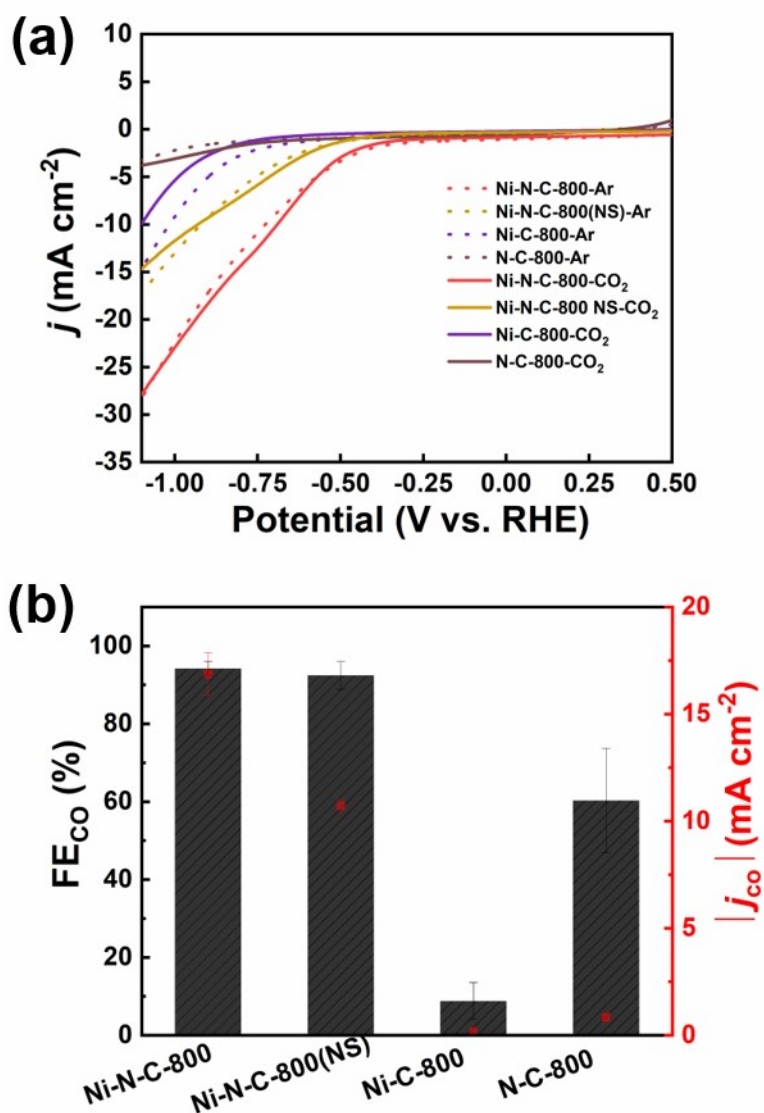 (a)
10
5
0
-5
-10
-15
-20
-25
-30
-35
j (mA cm⁻²)
Ni-N-C-800-Ar
Ni-N-C-800(NS)-Ar
Ni-C-800-Ar
N-C-800-Ar
Ni-N-C-800-CO₂
Ni-N-C-800 NS-CO₂
Ni-C-800-CO₂
N-C-800-CO₂
-1.00 -0.75 -0.50 -0.25 0.00 0.25 0.50
Potential (V vs. RHE)
(b)
100
80
60
40
20
0
FE_CO (%)
20
15
10
5
0
|j_co| (mA cm⁻²)
Ni-N-C-800 Ni-N-C-800(NS) Ni-C-800 N-C-800